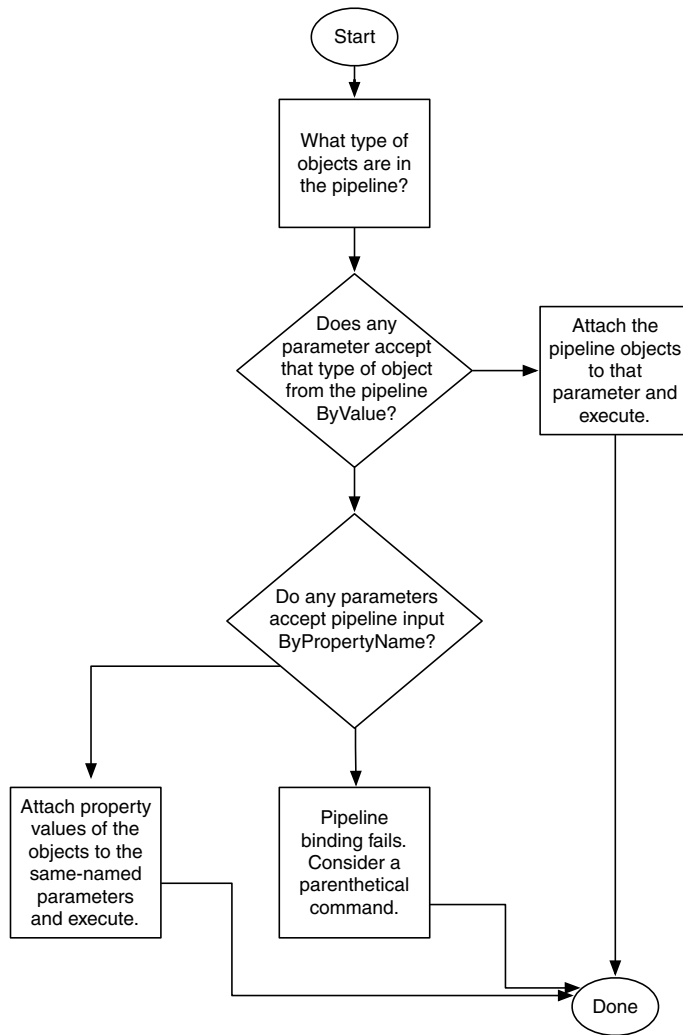 Start
What type of
objects are in
the pipeline?
Does any
parameter accept
that type of object
from the pipeline
ByValue?
Attach the
pipeline objects
to that
parameter and
execute.
Do any parameters
accept pipeline input
ByPropertyName?
Attach property
values of the
objects to the
same-named
parameters
and execute.
Pipeline
binding fails.
Consider a
parenthetical
command.
Done